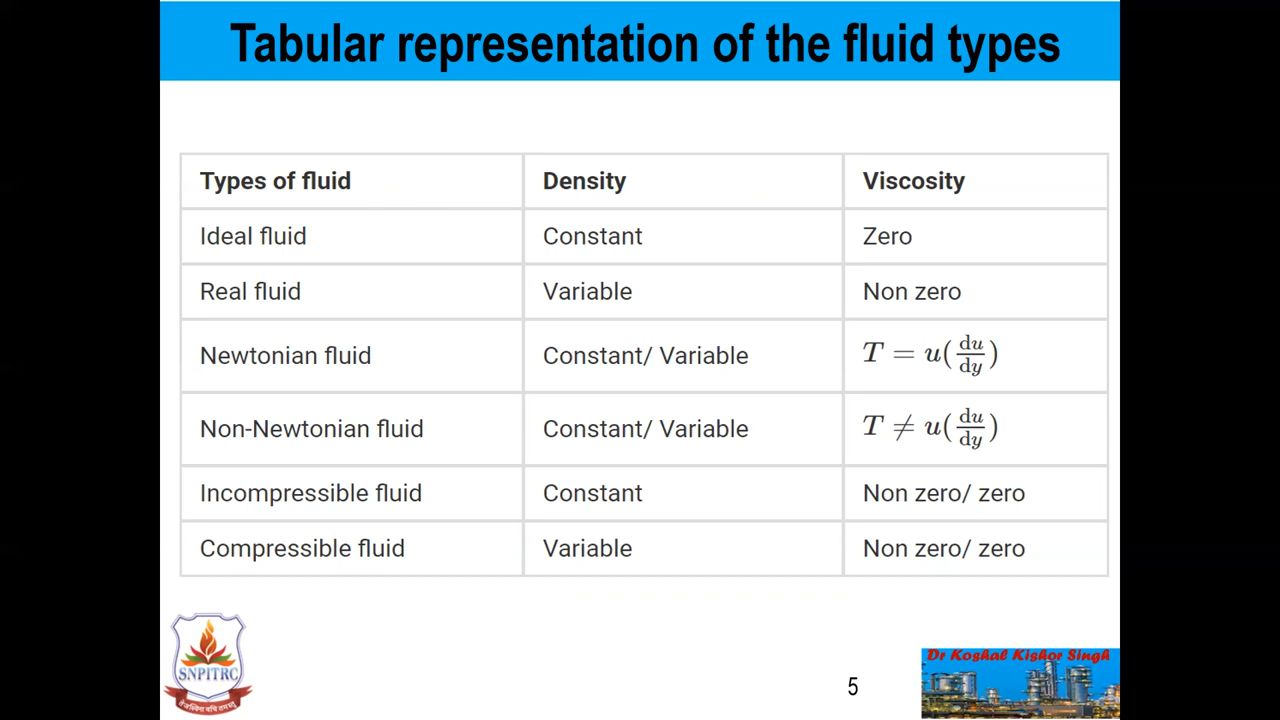 Tabular representation of the fluid types
Types of fluid Density Viscosity
Ideal fluid Constant Zero
Real fluid Variable Non zero
Newtonian fluid Constant/ Variable T = u(du/dy)
Non-Newtonian fluid Constant/ Variable T ≠ u(du/dy)
Incompressible fluid Constant Non zero/ zero
Compressible fluid Variable Non zero/ zero
SNPITRC
5
Dr Koshal Kishor Singh